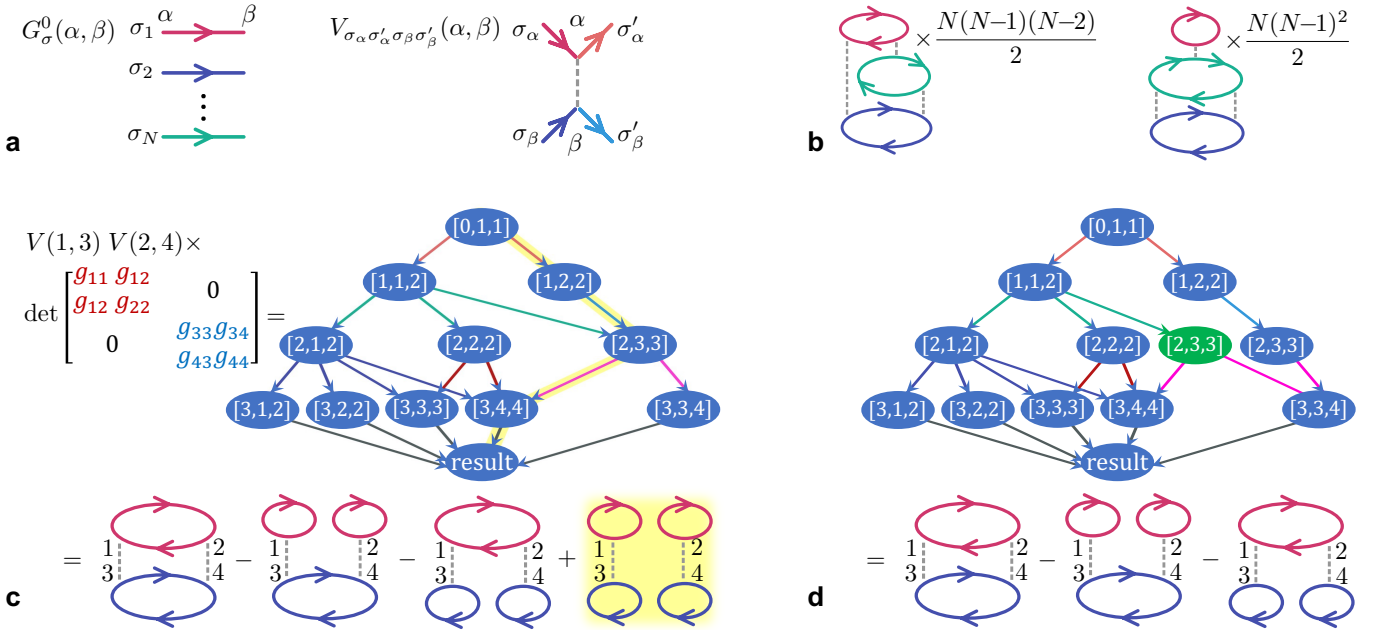 G⁰_σ(α, β) σ₁ α β
σ₂
⋮
σ_N
a
V_{σ_α σ′_α σ_β σ′_β}(α, β) σ_α α σ′_α
σ_β β σ′_β
× N(N−1)(N−2)
2
× N(N−1)²
2
b
V(1, 3) V(2, 4)×
det [ g₁₁ g₁₂ 0
g₁₂ g₂₂
0 g₃₃g₃₄
g₄₃g₄₄ ] =
[0,1,1]
[1,1,2] [1,2,2]
[2,1,2] [2,2,2] [2,3,3]
[3,1,2] [3,2,2] [3,3,3] [3,4,4] [3,3,4]
result
= 1 2 − 1 2 − 1 2 + 1 2
3 4 3 4 3 4 3 4
c
[0,1,1]
[1,1,2] [1,2,2]
[2,1,2] [2,2,2] [2,3,3] [2,3,3]
[3,1,2] [3,2,2] [3,3,3] [3,4,4] [3,3,4]
result
= 1 2 − 1 2 − 1 2
3 4 3 4 3 4
d